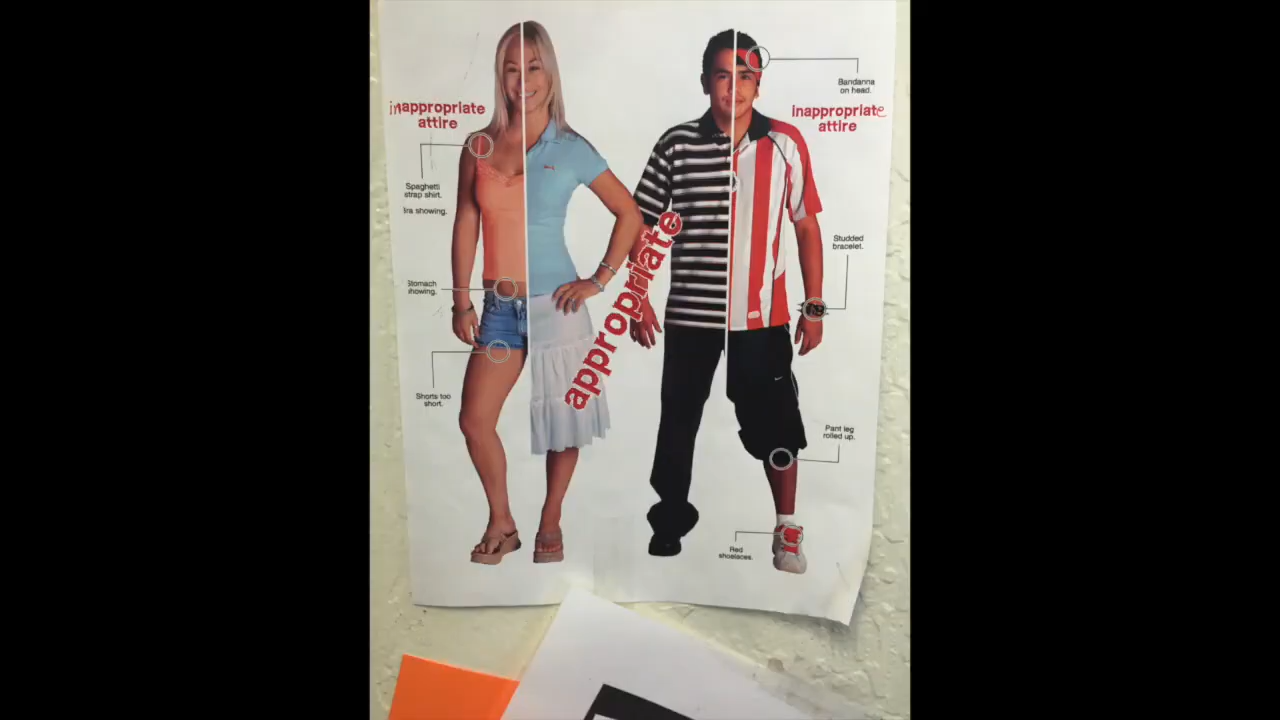 inappropriate
attire
Spaghetti
strap shirt.
showing.
Stomach
showing.
Shorts too
short.
appropriate
Bandanna
on head.
inappropriate
attire
Studded
bracelet.
Pant leg
rolled up.
Red
shoelaces.